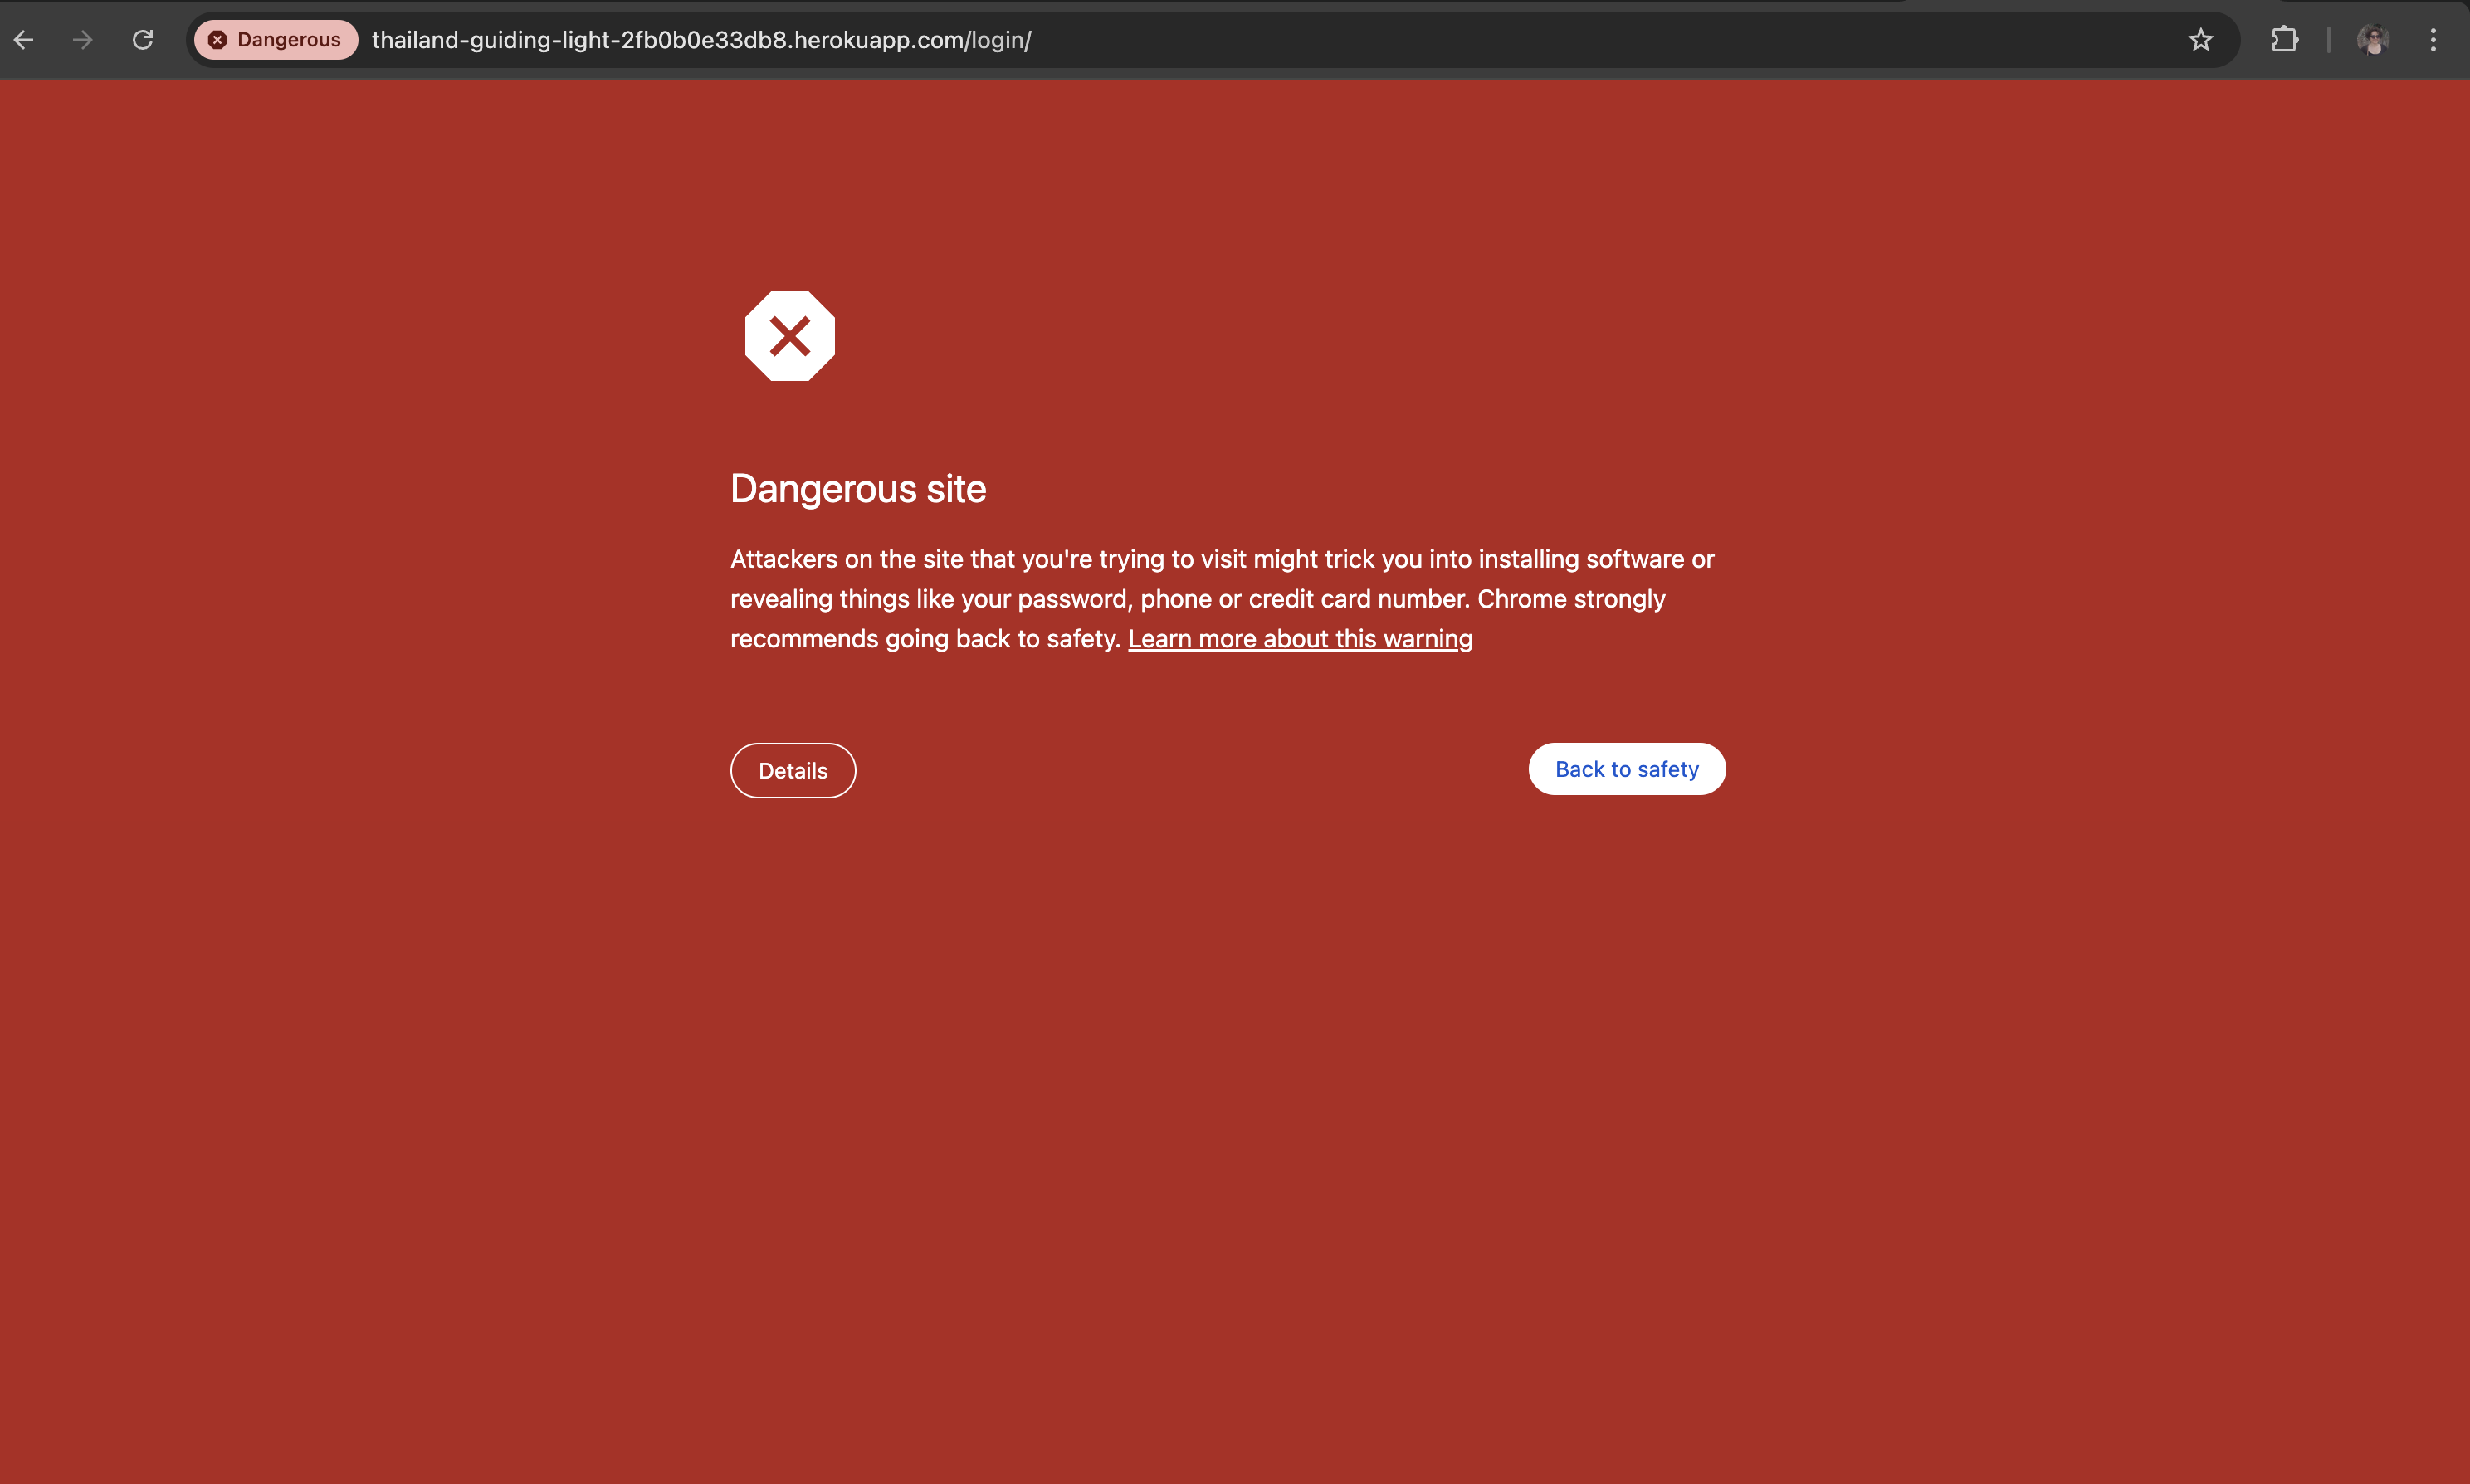 Dangerous thailand-guiding-light-2fb0b0e33db8.herokuapp.com/login/
Dangerous site
Attackers on the site that you're trying to visit might trick you into installing software or
revealing things like your password, phone or credit card number. Chrome strongly
recommends going back to safety. Learn more about this warning
Details Back to safety